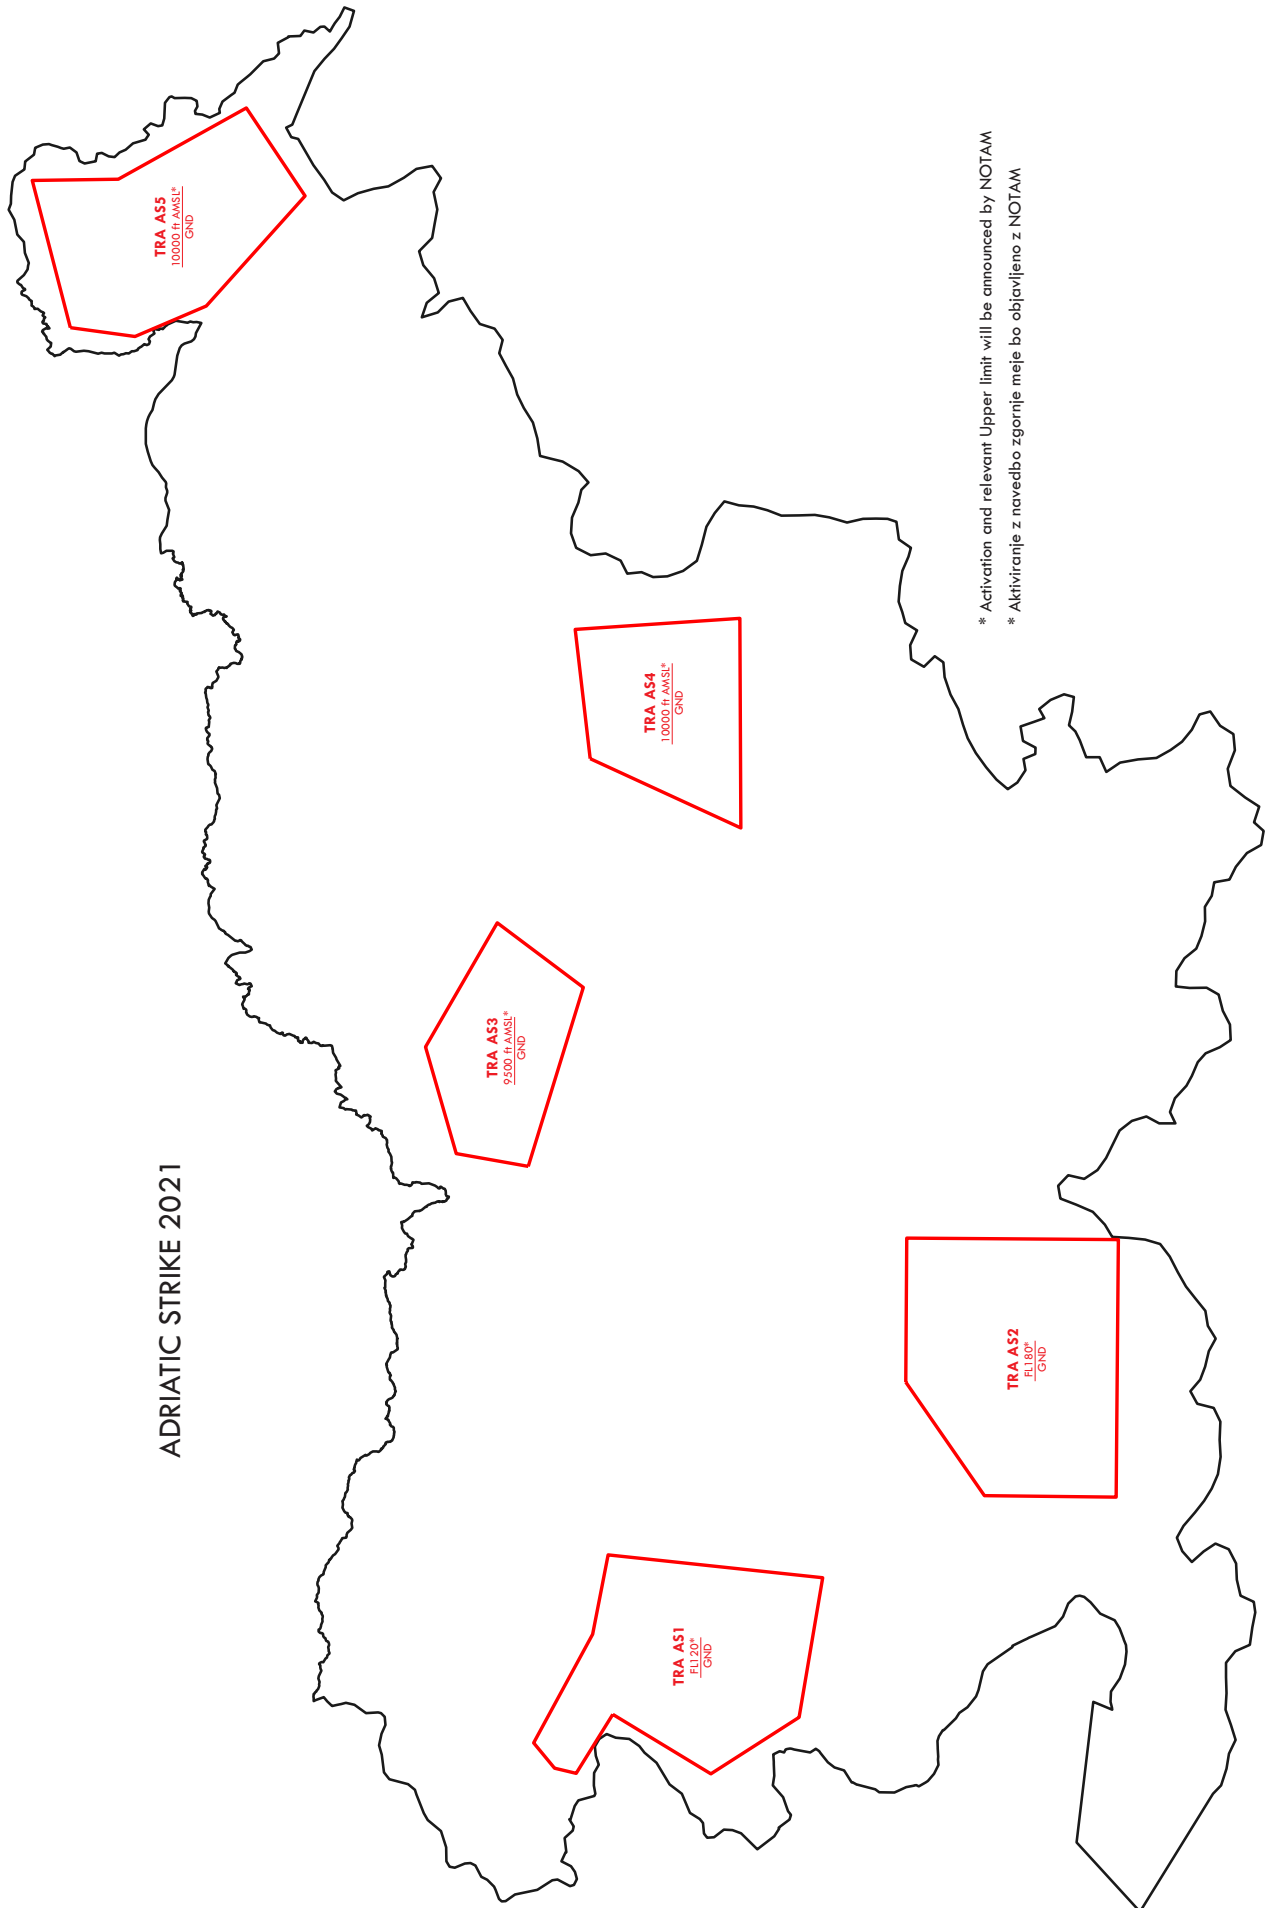 ADRIATIC STRIKE 2021
TRA AS1
FL120*
GND
TRA AS2
FL180*
GND
TRA AS3
9500 ft AMSL*
GND
TRA AS4
10000 ft AMSL*
GND
TRA AS5
10000 ft AMSL*
GND
* Activation and relevant Upper limit will be announced by NOTAM
* Aktiviranje z navedbo zgornje meje bo objavljeno z NOTAM